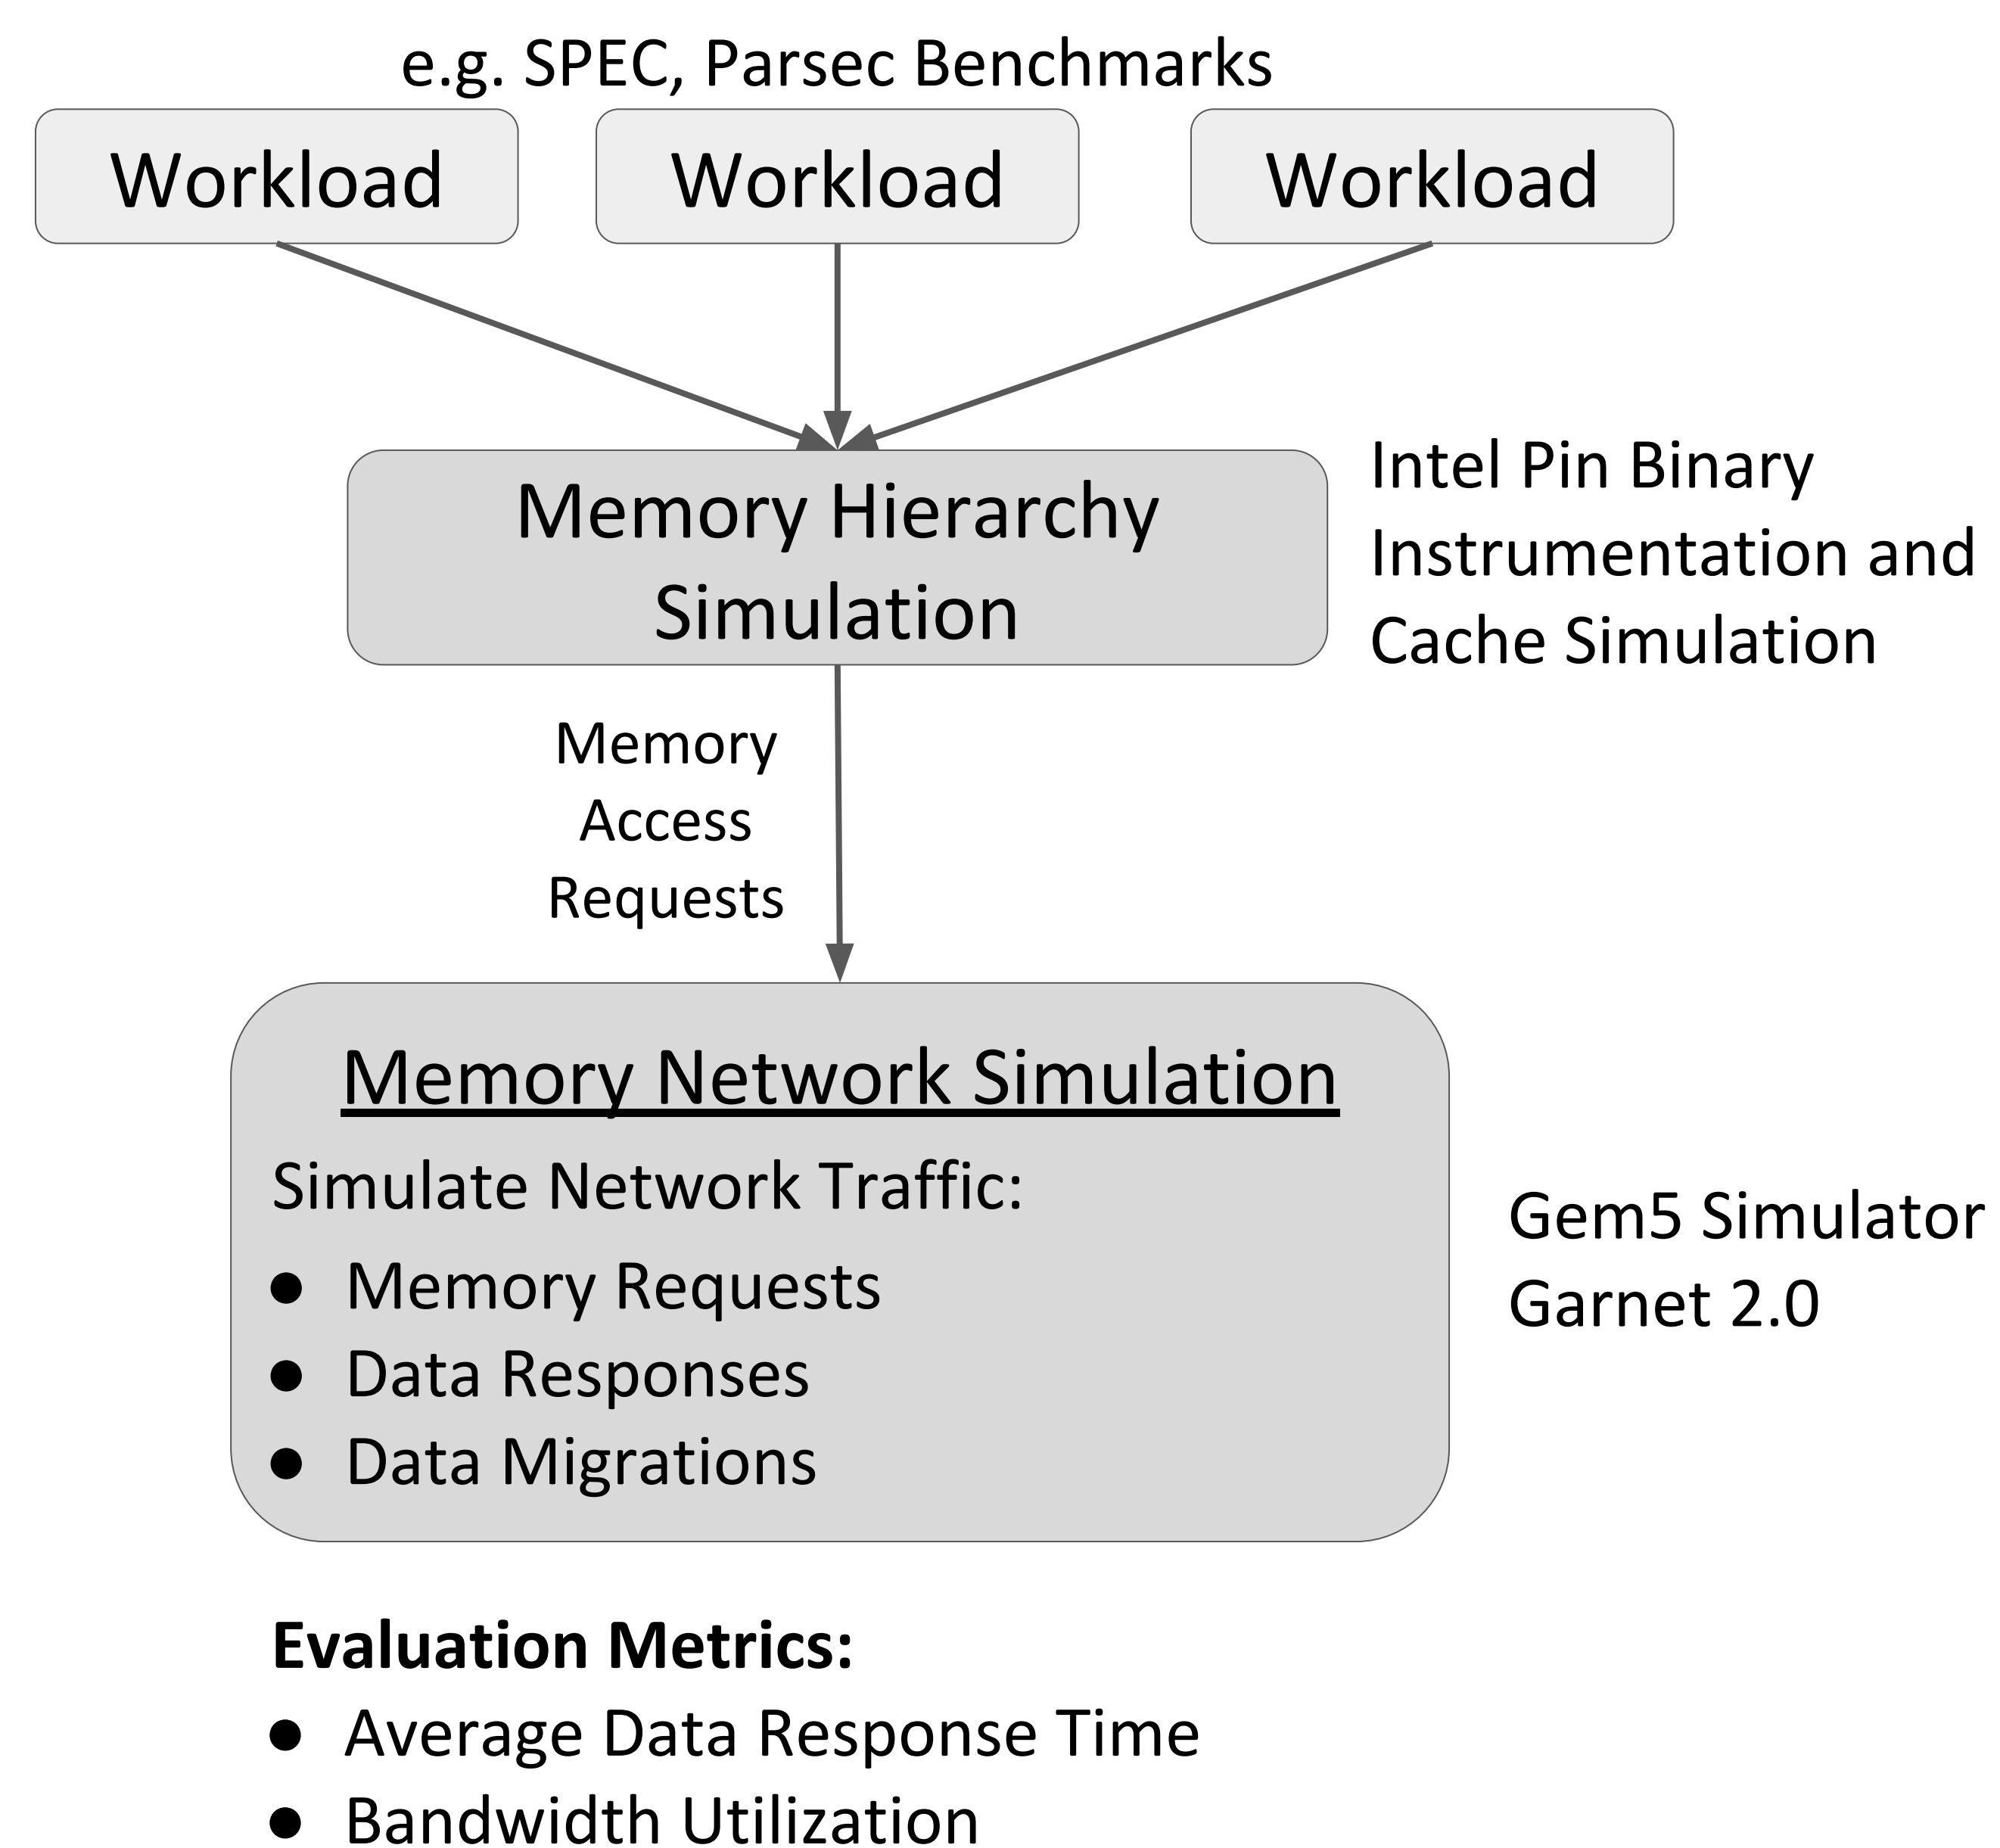 e.g. SPEC, Parsec Benchmarks
Workload
Workload
Workload
Memory Hierarchy
Simulation
Intel Pin Binary
Instrumentation and
Cache Simulation
Memory
Access
Requests
Memory Network Simulation
Simulate Network Traffic:
● Memory Requests
● Data Responses
● Data Migrations
Gem5 Simulator
Garnet 2.0
Evaluation Metrics:
● Average Data Response Time
● Bandwidth Utilization